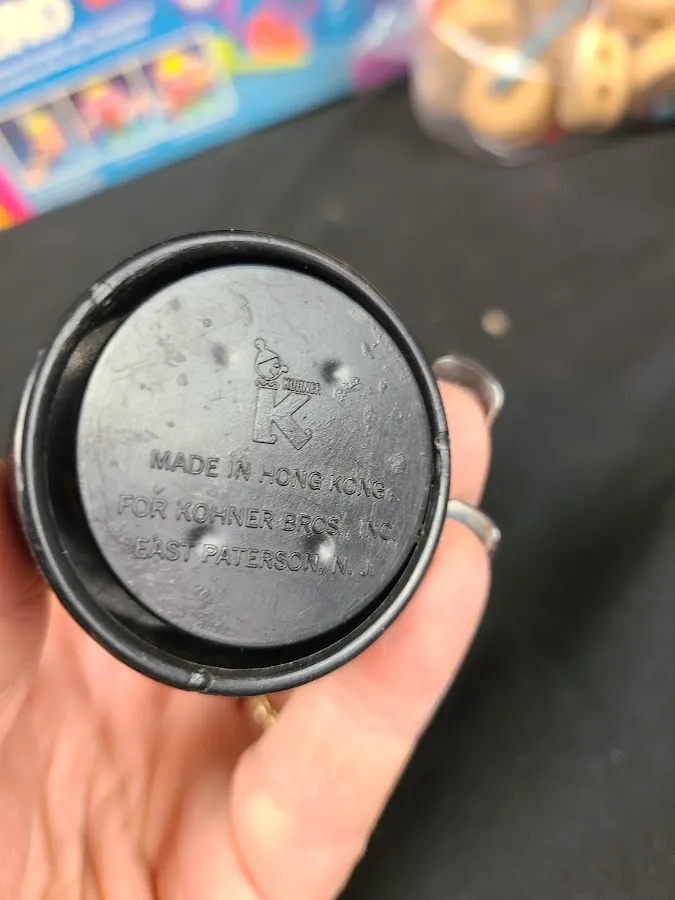 KOHNER
K
MADE IN HONG KONG
FOR KOHNER BROS., INC.
EAST PATERSON, N. J.